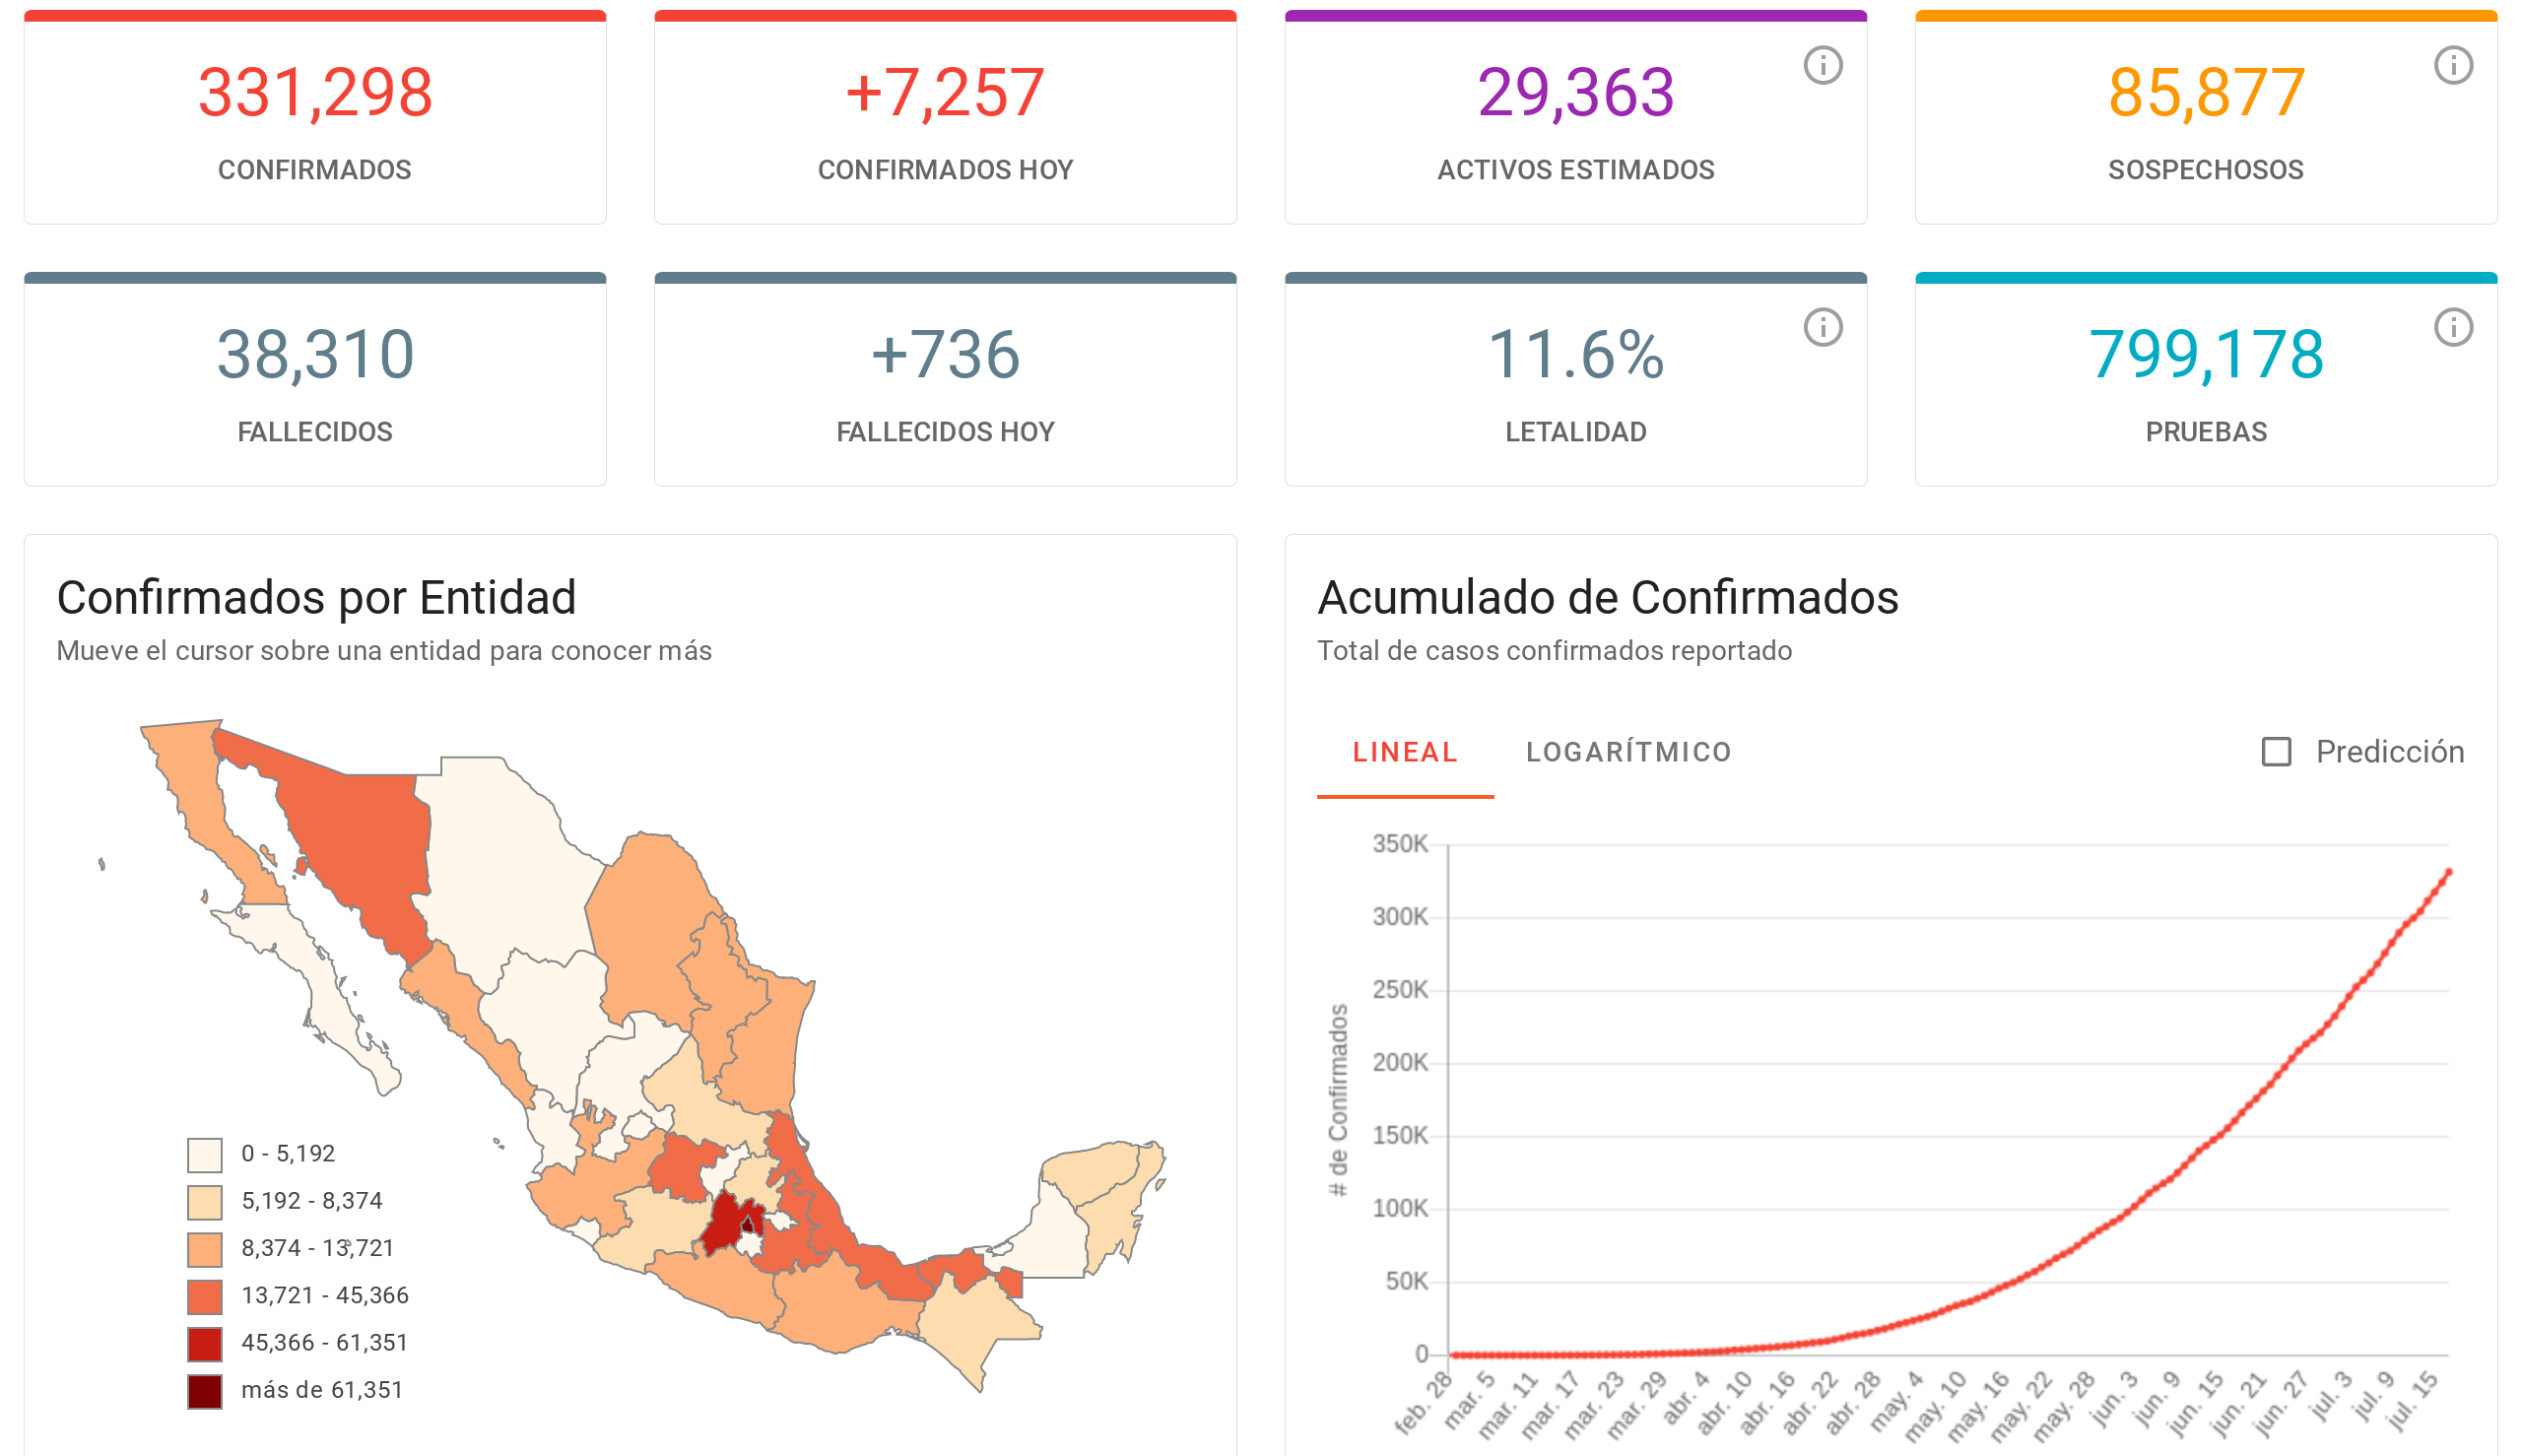 331,298
CONFIRMADOS
+7,257
CONFIRMADOS HOY
29,363
ACTIVOS ESTIMADOS
85,877
SOSPECHOSOS
38,310
FALLECIDOS
+736
FALLECIDOS HOY
11.6%
LETALIDAD
799,178
PRUEBAS
Confirmados por Entidad
Mueve el cursor sobre una entidad para conocer más
0 - 5,192
5,192 - 8,374
8,374 - 13,721
13,721 - 45,366
45,366 - 61,351
más de 61,351
Acumulado de Confirmados
Total de casos confirmados reportado
LINEAL
LOGARÍTMICO
Predicción
# de Confirmados
350K
300K
250K
200K
150K
100K
50K
0
feb. 28
mar. 5
mar. 11
mar. 17
mar. 23
mar. 29
abr. 4
abr. 10
abr. 16
abr. 22
abr. 28
may. 4
may. 10
may. 16
may. 22
may. 28
jun. 3
jun. 9
jun. 15
jun. 21
jun. 27
jul. 3
jul. 9
jul. 15